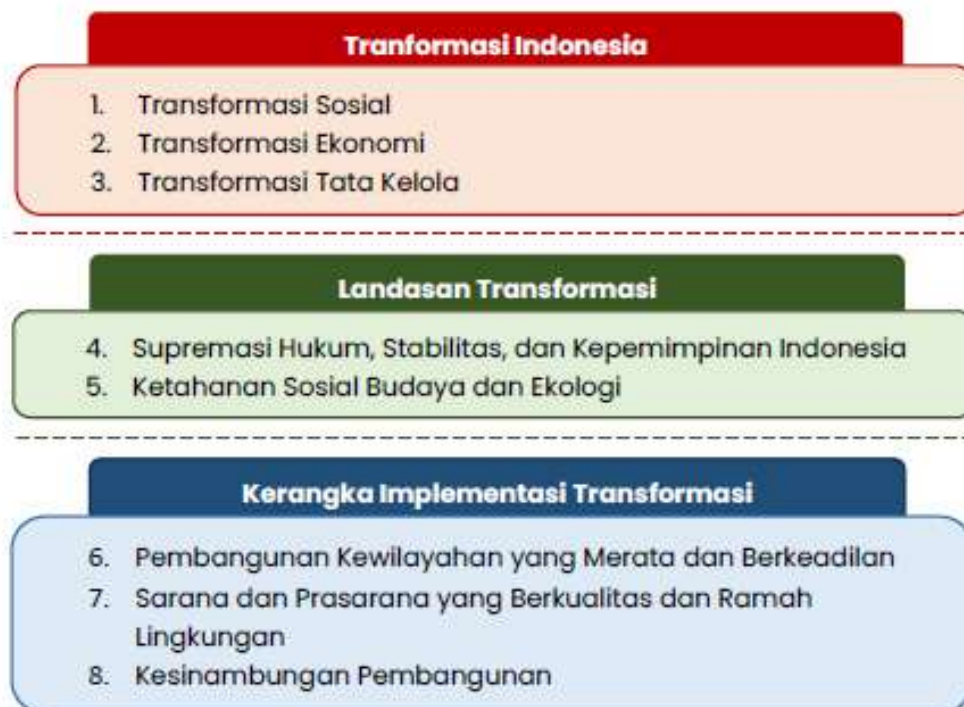 Tranformasi Indonesia
1. Transformasi Sosial
2. Transformasi Ekonomi
3. Transformasi Tata Kelola
Landasan Transformasi
4. Supremasi Hukum, Stabilitas, dan Kepemimpinan Indonesia
5. Ketahanan Sosial Budaya dan Ekologi
Kerangka Implementasi Transformasi
6. Pembangunan Kewilayahan yang Merata dan Berkeadilan
7. Sarana dan Prasarana yang Berkualitas dan Ramah
Lingkungan
8. Kesinambungan Pembangunan